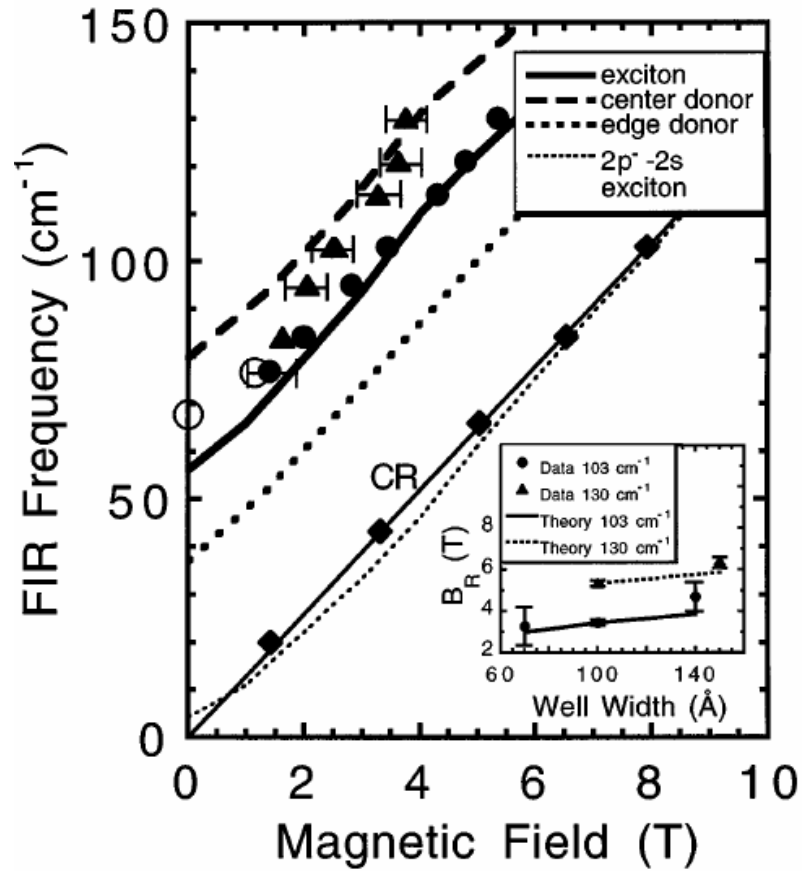 150
100
50
0
FIR Frequency (cm⁻¹)
exciton
center donor
edge donor
2p⁻ -2s
exciton
CR
Data 103 cm⁻¹
Data 130 cm⁻¹
Theory 103 cm⁻¹
Theory 130 cm⁻¹
8
6
4
2
B_R (T)
60 100 140
Well Width (Å)
0 2 4 6 8 10
Magnetic Field (T)